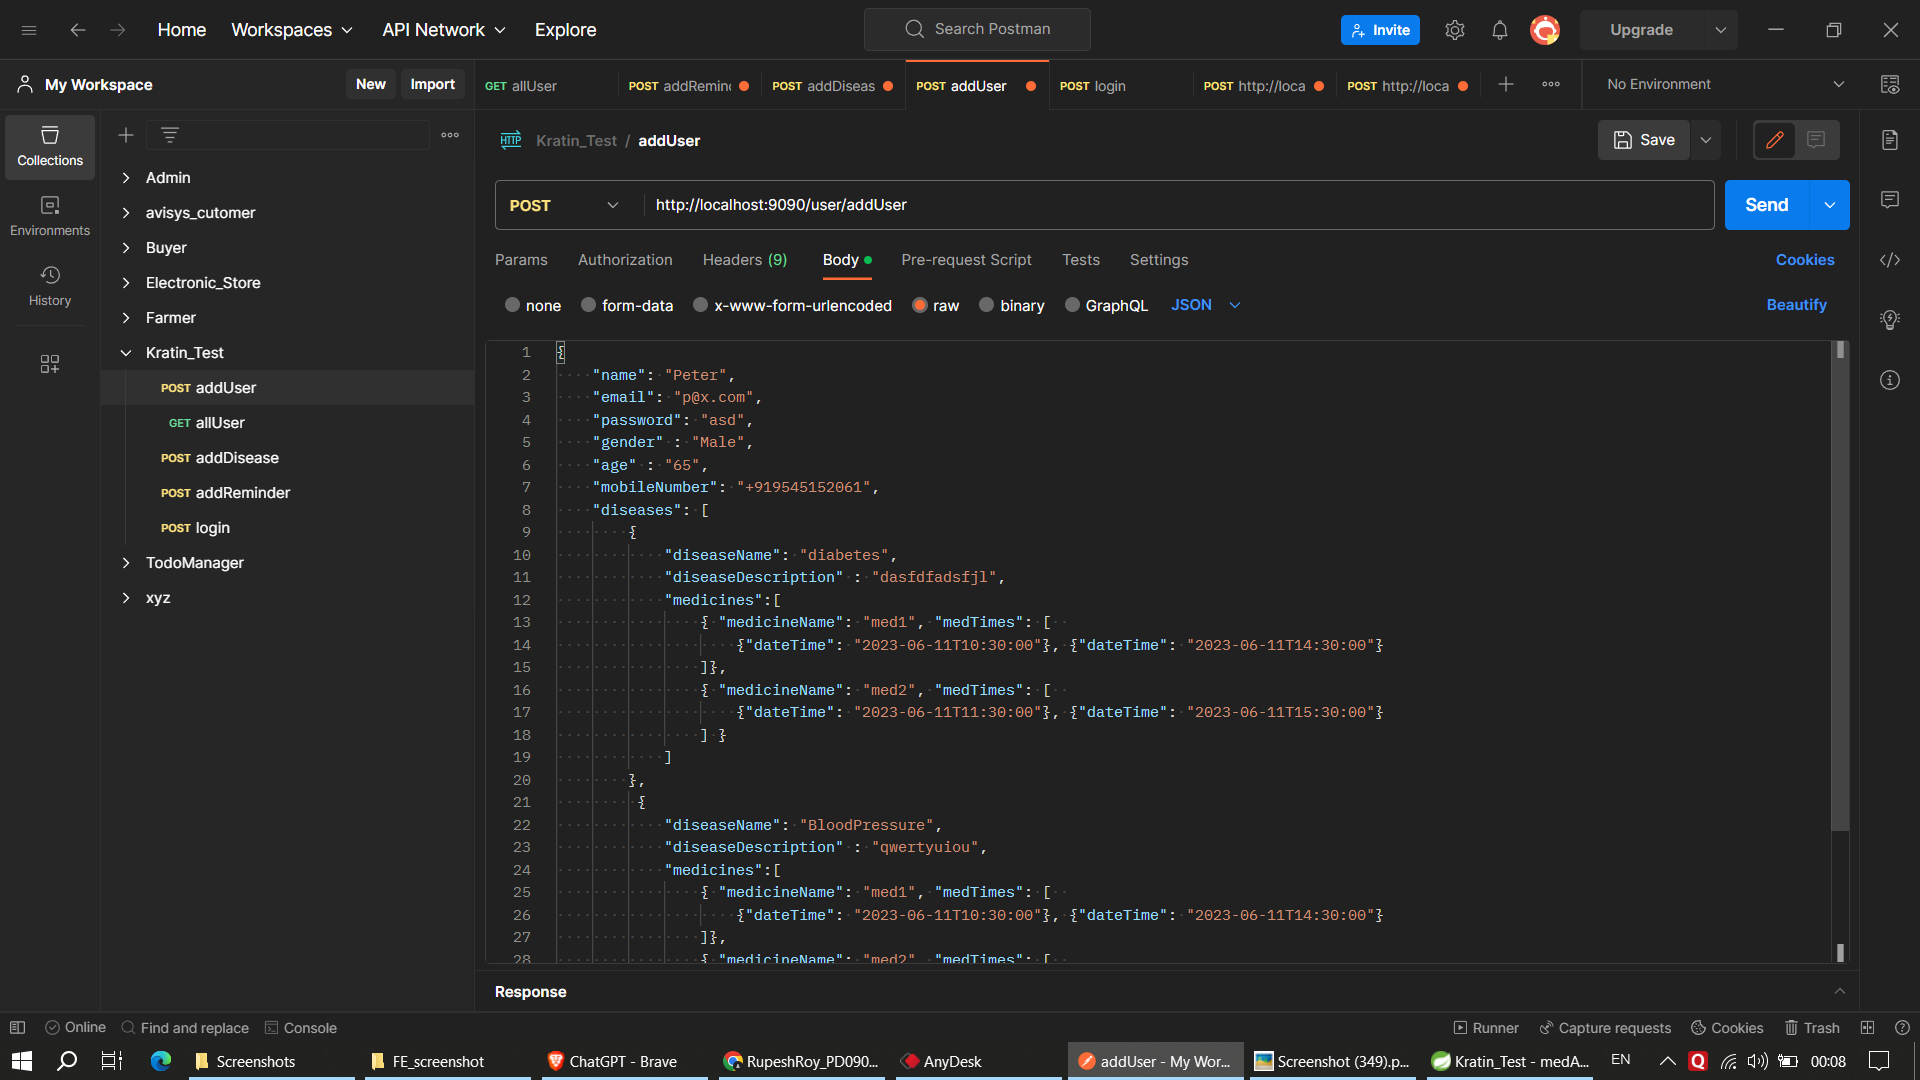 Home Workspaces API Network Explore Search Postman Invite Upgrade
My Workspace New Import GET allUser POST addRemin POST addDiseas POST addUser POST login POST http://loca POST http://loca No Environment
HTTP Kratin_Test / addUser Save
Collections
Environments
History
Admin
avisys_cutomer
Buyer
Electronic_Store
Farmer
Kratin_Test
POST addUser
GET allUser
POST addDisease
POST addReminder
POST login
TodoManager
xyz
POST http://localhost:9090/user/addUser Send
Params Authorization Headers (9) Body Pre-request Script Tests Settings Cookies
none form-data x-www-form-urlencoded raw binary GraphQL JSON Beautify
1 {
2 "name": "Peter",
3 "email": "p@x.com",
4 "password": "asd",
5 "gender" : "Male",
6 "age" : "65",
7 "mobileNumber": "+919545152061",
8 "diseases": [
9 {
10 "diseaseName": "diabetes",
11 "diseaseDescription" : "dasfdfadsfjl",
12 "medicines":[
13 { "medicineName": "med1", "medTimes": [
14 {"dateTime": "2023-06-11T10:30:00"}, {"dateTime": "2023-06-11T14:30:00"}
15 ]},
16 { "medicineName": "med2", "medTimes": [
17 {"dateTime": "2023-06-11T11:30:00"}, {"dateTime": "2023-06-11T15:30:00"}
18 ] }
19 ]
20 },
21 {
22 "diseaseName": "BloodPressure",
23 "diseaseDescription" : "qwertyuiou",
24 "medicines":[
25 { "medicineName": "med1", "medTimes": [
26 {"dateTime": "2023-06-11T10:30:00"}, {"dateTime": "2023-06-11T14:30:00"}
27 ]},
28 { "medicineName": "med2", "medTimes": [
Response
Online Find and replace Console Runner Capture requests Cookies Trash
Screenshots FE_screenshot ChatGPT - Brave RupeshRoy_PD090... AnyDesk addUser - My Wor... Screenshot (349).p... Kratin_Test - medA... EN 00:08